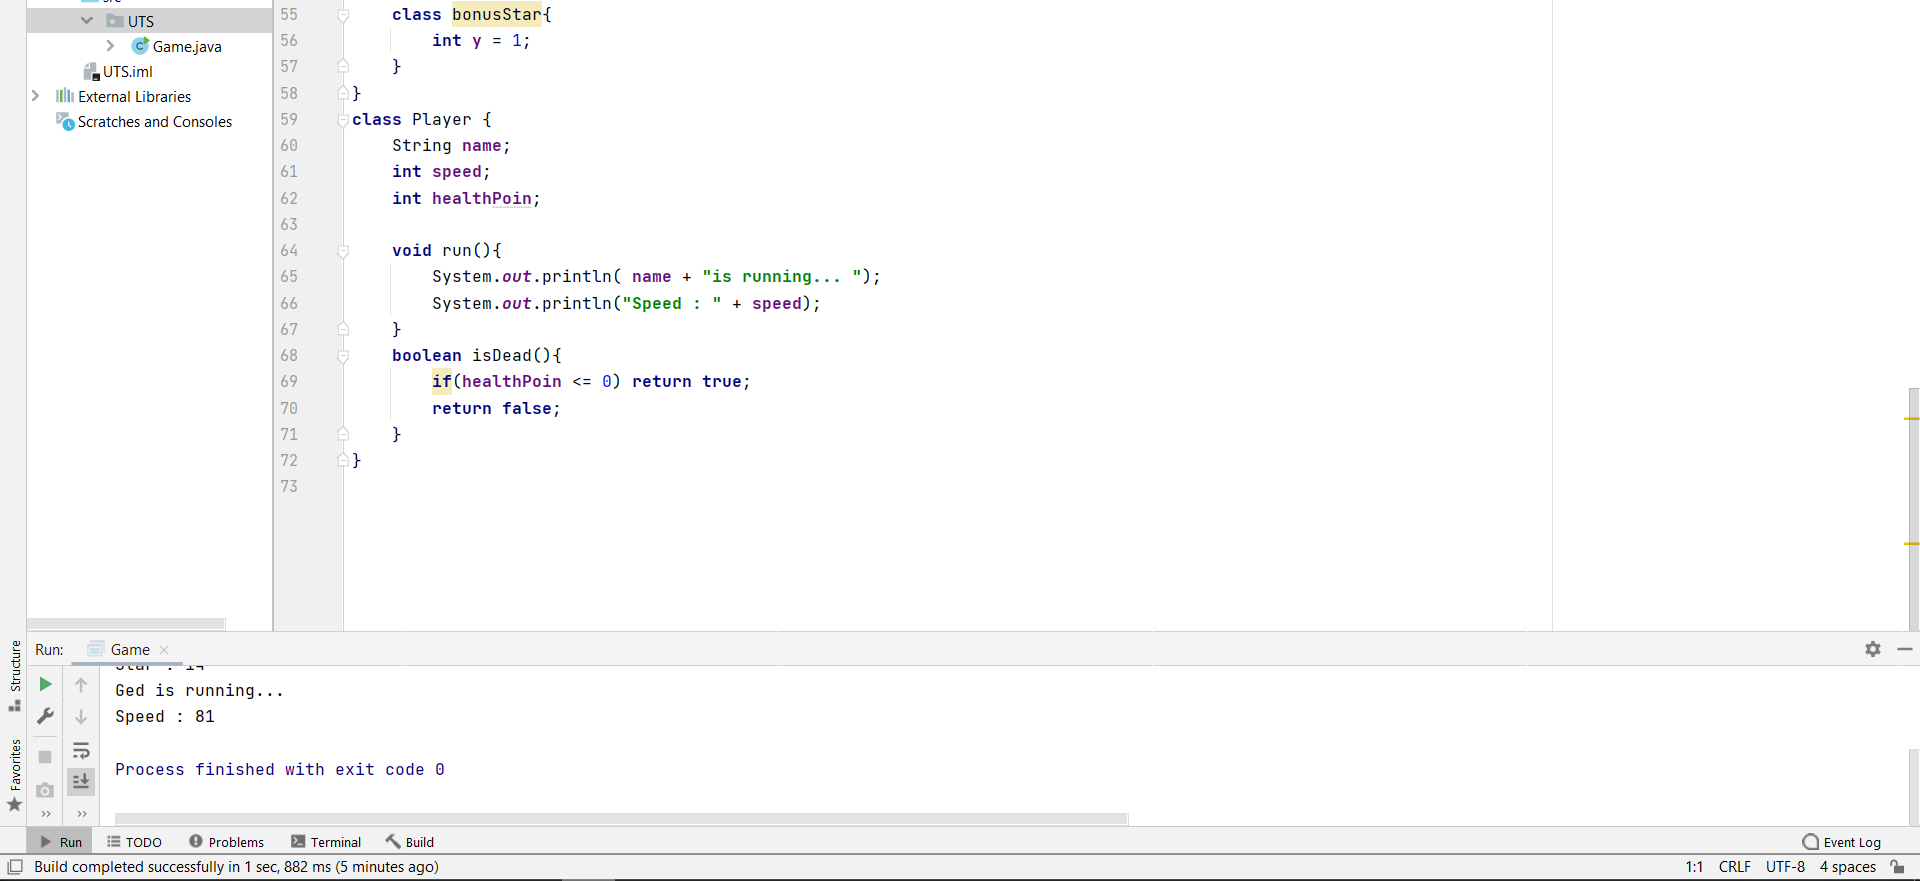 src
UTS
Game.java
UTS.iml
External Libraries
Scratches and Consoles
55 class bonusStar{
56 int y = 1;
57 }
58 }
59 class Player {
60 String name;
61 int speed;
62 int healthPoin;
63
64 void run(){
65 System.out.println( name + "is running... ");
66 System.out.println("Speed : " + speed);
67 }
68 boolean isDead(){
69 if(healthPoin <= 0) return true;
70 return false;
71 }
72 }
73
Structure
Favorites
Run: Game
Star : 14
Ged is running...
Speed : 81
Process finished with exit code 0
Run TODO Problems Terminal Build Event Log
Build completed successfully in 1 sec, 882 ms (5 minutes ago) 1:1 CRLF UTF-8 4 spaces